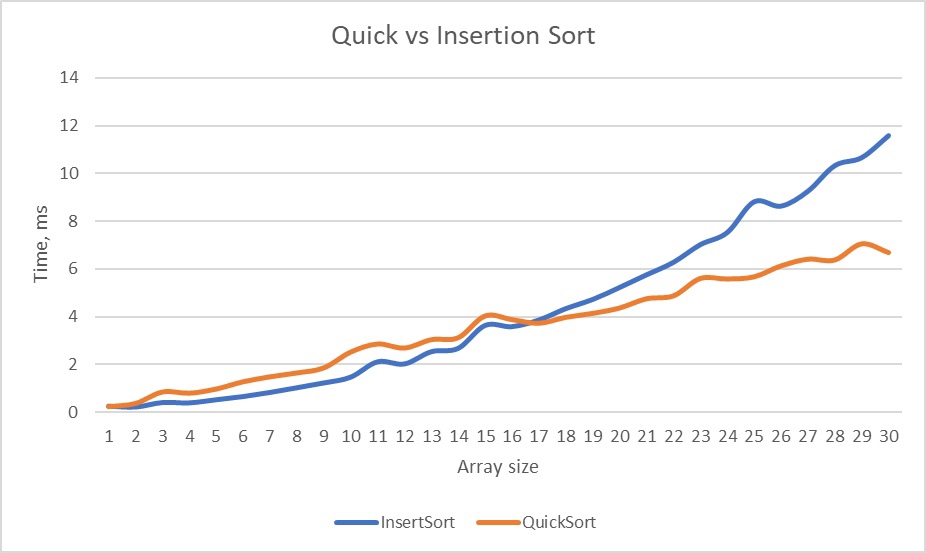 Quick vs Insertion Sort
14
12
10
8
6
4
2
0
Time, ms
1 2 3 4 5 6 7 8 9 10 11 12 13 14 15 16 17 18 19 20 21 22 23 24 25 26 27 28 29 30
Array size
InsertSort QuickSort